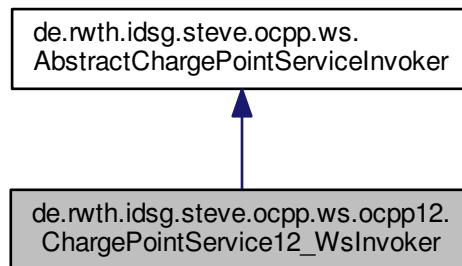 de.rwth.idsg.steve.ocpp.ws.
AbstractChargePointServiceInvoker
de.rwth.idsg.steve.ocpp.ws.ocpp12.
ChargePointService12_WsInvoker